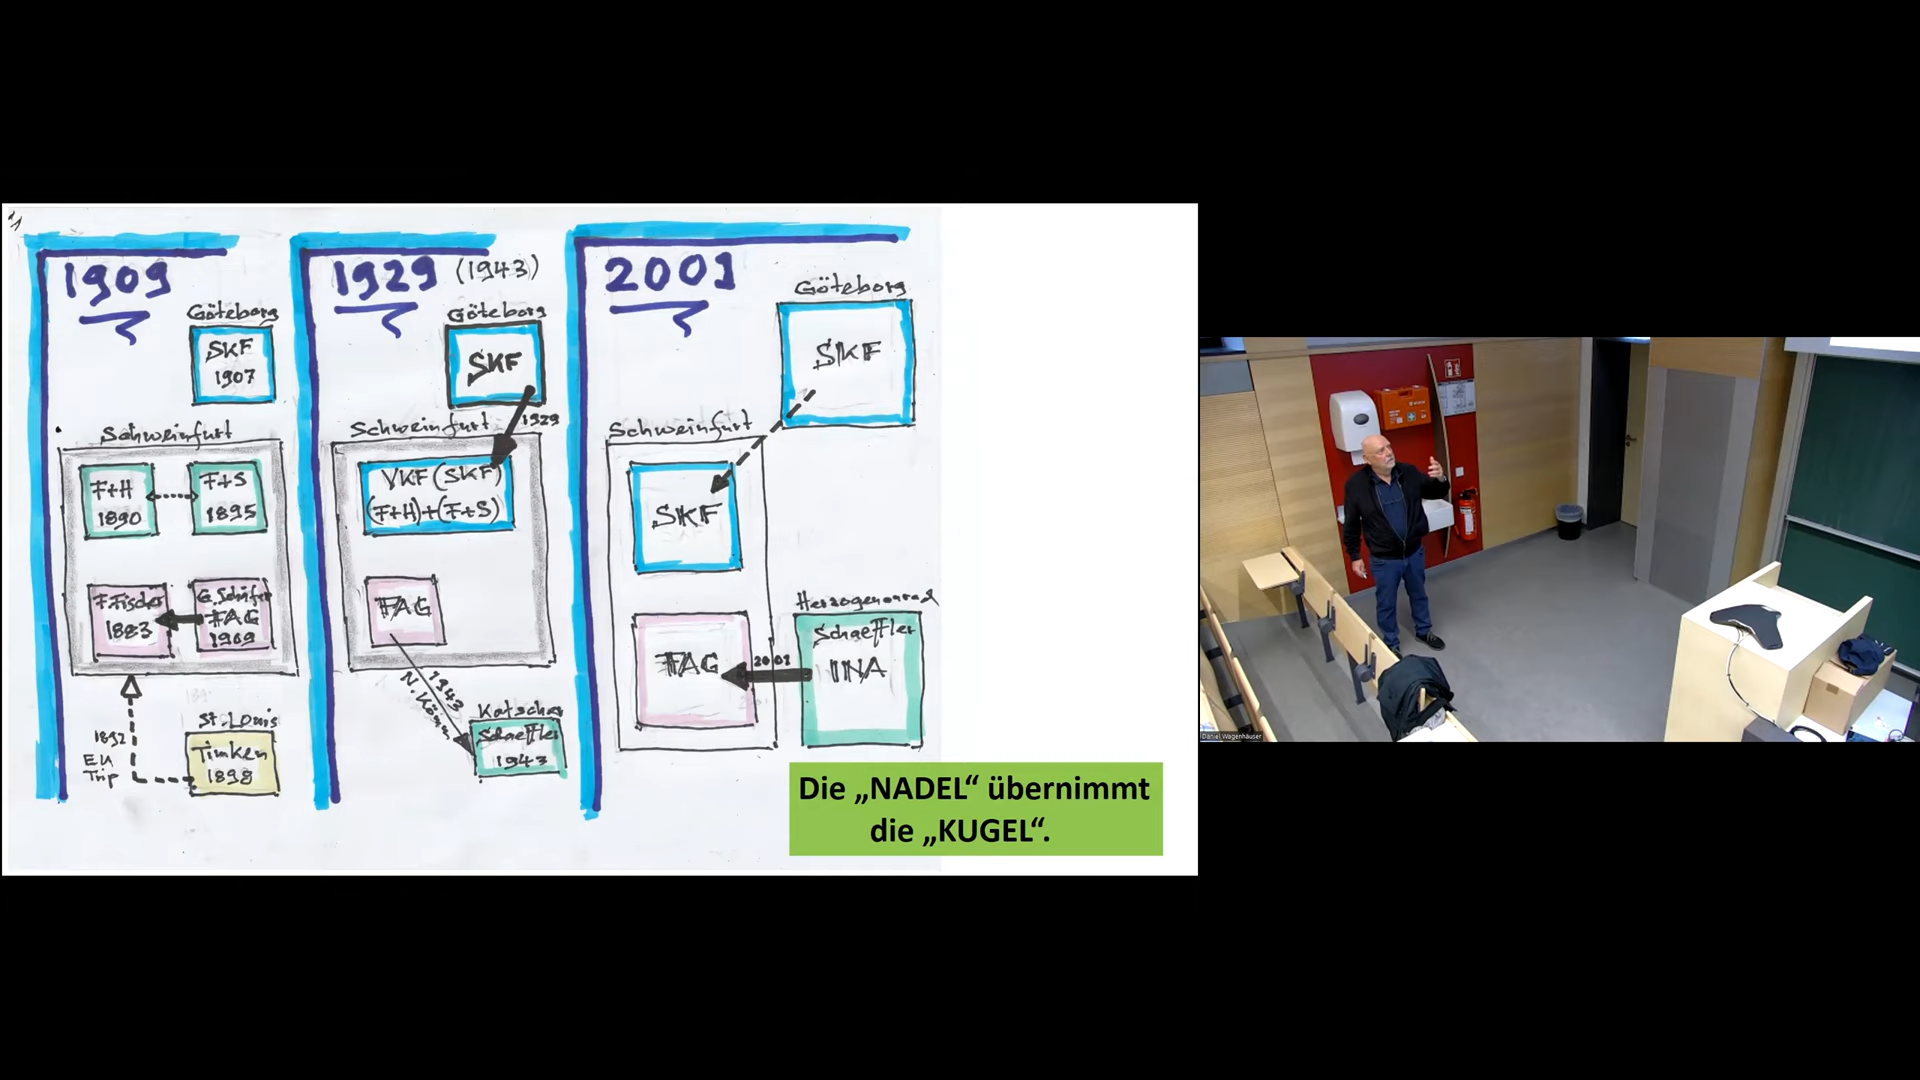 1909
Göteborg
SKF
1907
Schweinfurt
F+H
1890
F+S
1895
F. Fischer
1883
G. Schäfer
FAG
1909
1892
EU
Trip
St. Louis
Timken
1898
1929 (1943)
Göteborg
SKF
1929
Schweinfurt
VKF (SKF)
(F+H)+(F+S)
FAG
1943
Katscher
Schaeffler
1943
2001
Göteborg
SKF
Schweinfurt
SKF
FAG
2001
Herzogenaurach
Schaeffler
INA
Die „NADEL“ übernimmt
die „KUGEL“.
Daniel Wagenhäuser